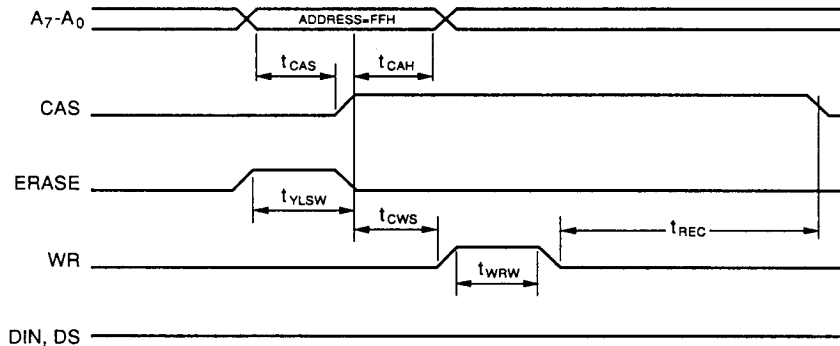 A7-A0
ADDRESS=FFH
tCAS
tCAH
CAS
ERASE
tYLSW
tCWS
tREC
WR
tWRW
DIN, DS